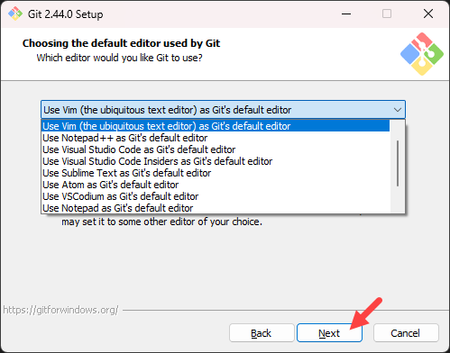 Git 2.44.0 Setup
Choosing the default editor used by Git
Which editor would you like Git to use?
Use Vim (the ubiquitous text editor) as Git's default editor
Use Vim (the ubiquitous text editor) as Git's default editor
Use Notepad++ as Git's default editor
Use Visual Studio Code as Git's default editor
Use Visual Studio Code Insiders as Git's default editor
Use Sublime Text as Git's default editor
Use Atom as Git's default editor
Use VSCodium as Git's default editor
Use Notepad as Git's default editor
may set it to some other editor of your choice.
https://gitforwindows.org/
Back Next Cancel